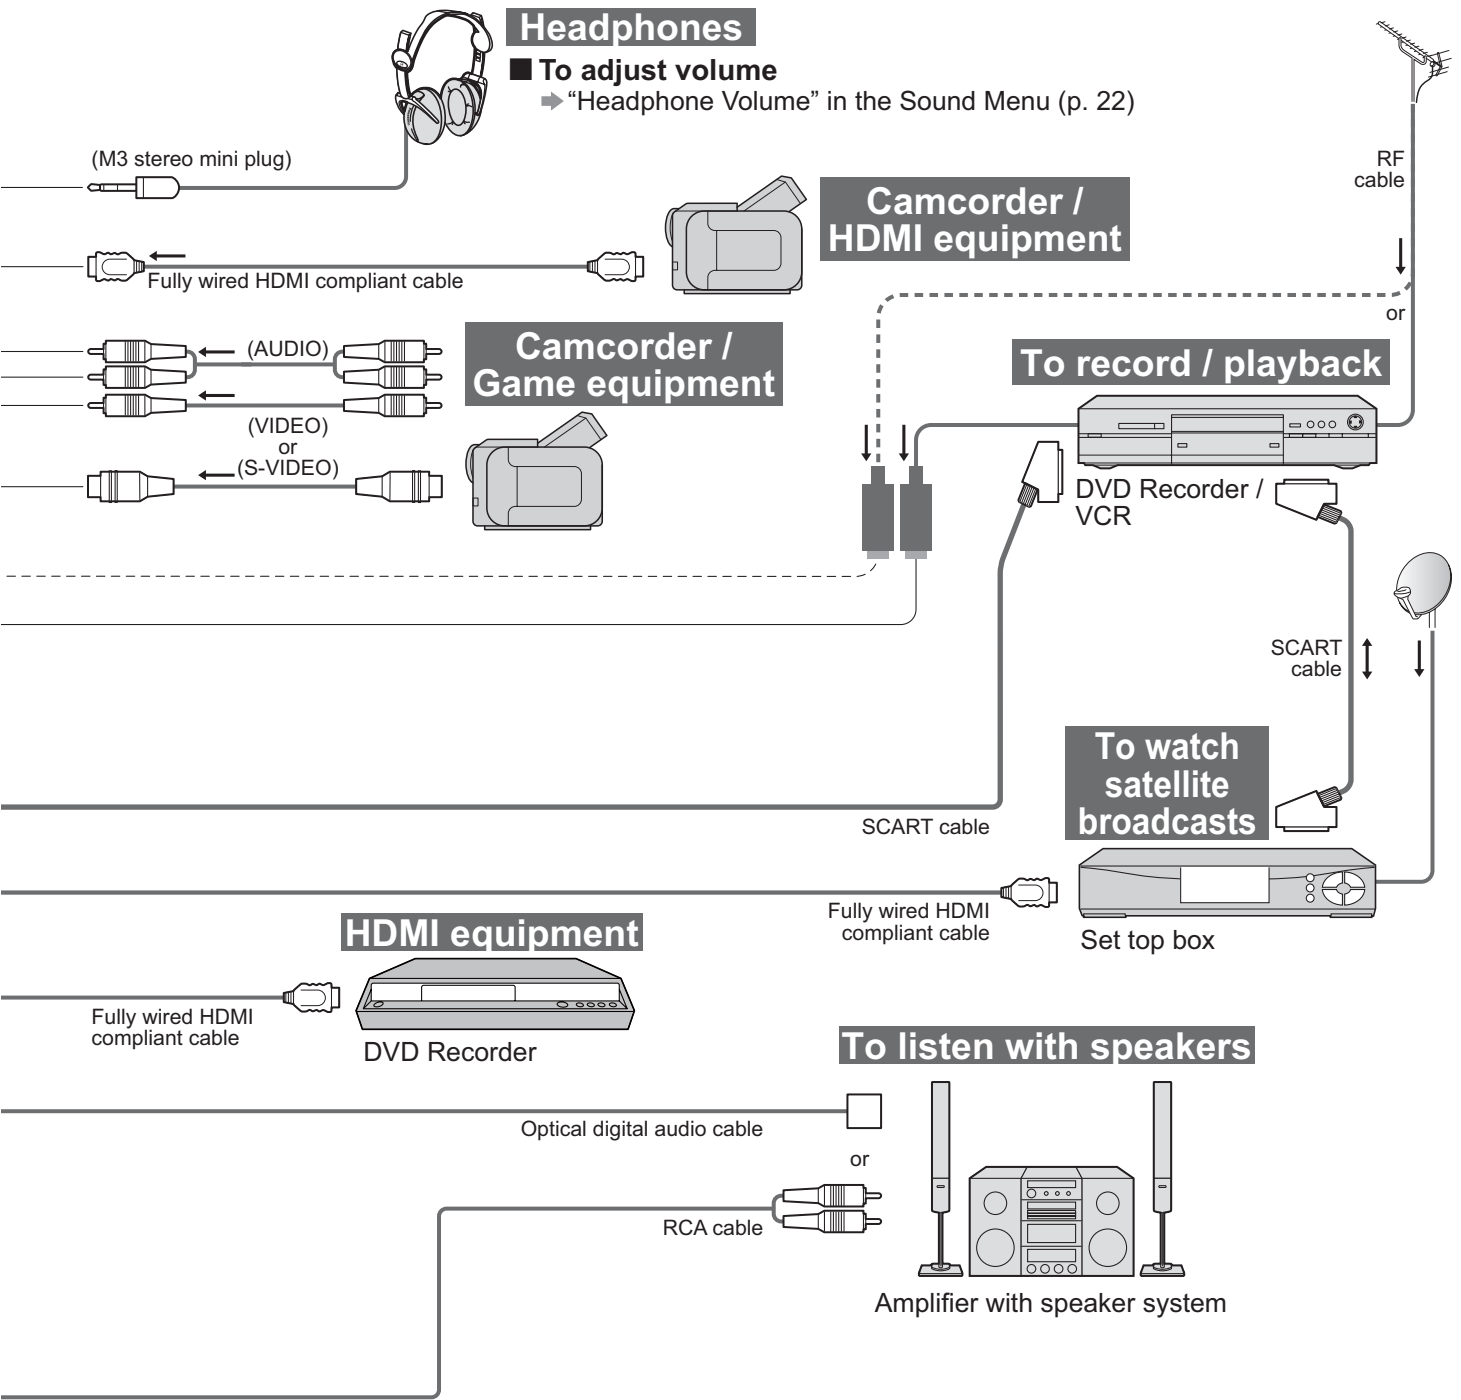 Headphones
■ To adjust volume
➡ “Headphone Volume” in the Sound Menu (p. 22)
(M3 stereo mini plug)
RF
cable
Camcorder /
HDMI equipment
Fully wired HDMI compliant cable
or
(AUDIO)
Camcorder /
Game equipment
To record / playback
(VIDEO)
or
(S-VIDEO)
DVD Recorder /
VCR
SCART
cable
To watch
satellite
broadcasts
SCART cable
Fully wired HDMI
compliant cable
Set top box
HDMI equipment
Fully wired HDMI
compliant cable
DVD Recorder
To listen with speakers
Optical digital audio cable
or
RCA cable
Amplifier with speaker system